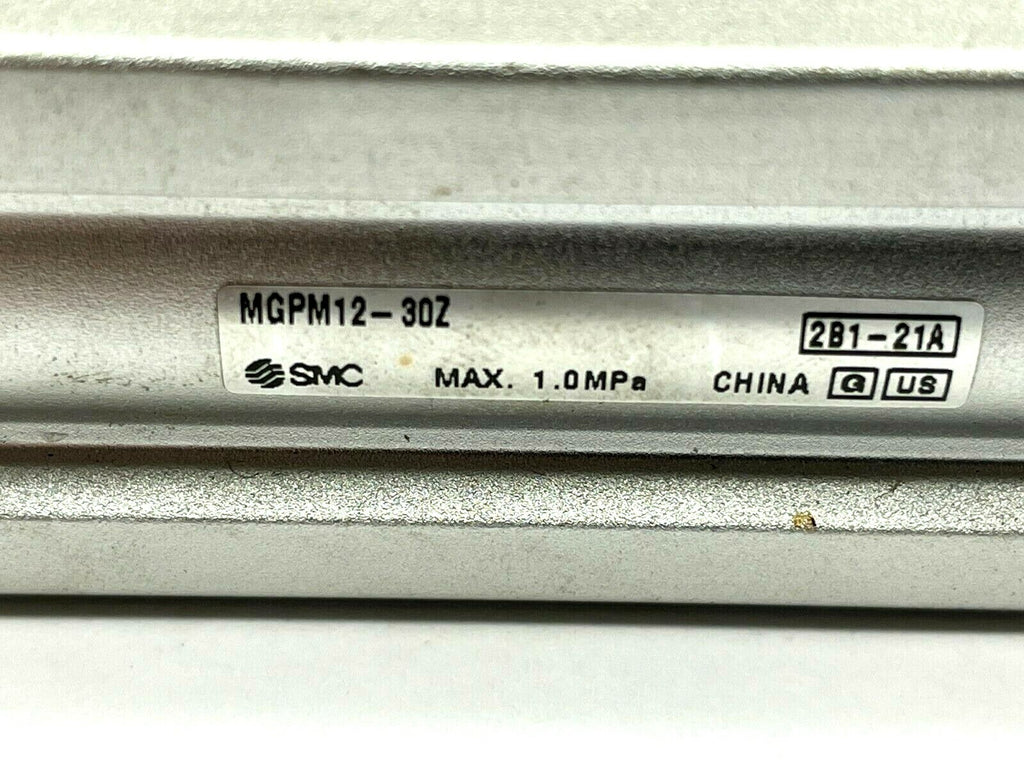 MGPM12-30Z
2B1-21A
SMC MAX. 1.0MPa CHINA G US